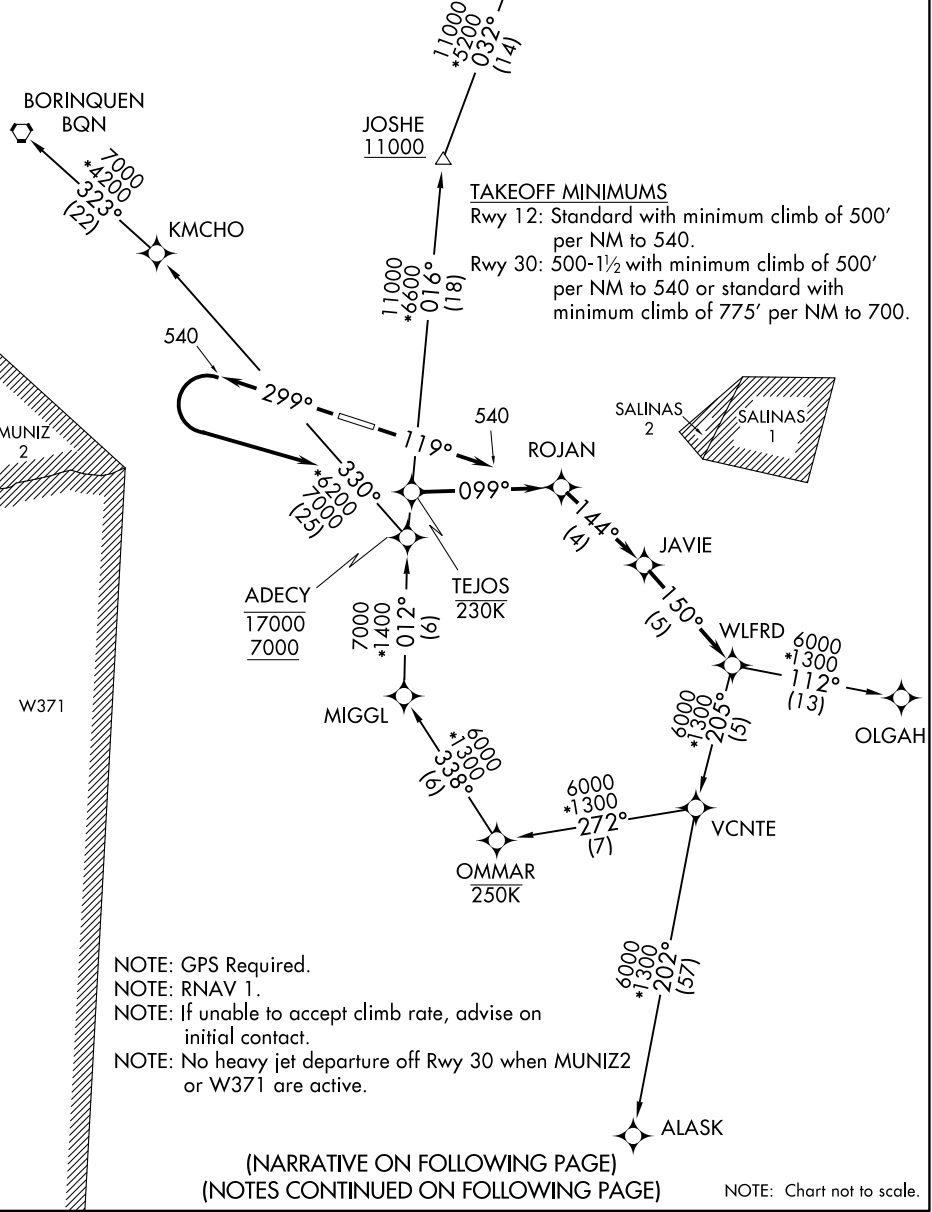 11000
*5200
032°
(14)
BORINQUEN
BQN
7000
*4200
323°
(22)
KMCHO
JOSHE
11000
TAKEOFF MINIMUMS
Rwy 12: Standard with minimum climb of 500'
per NM to 540.
Rwy 30: 500-1½ with minimum climb of 500'
per NM to 540 or standard with
minimum climb of 775' per NM to 700.
11000
*6600
016°
(18)
540
299°
119°
540
MUNIZ
2
SALINAS
2
SALINAS
1
ROJAN
330°
*6200
7000
(25)
099°
144°
(4)
JAVIE
ADECY
17000
7000
TEJOS
230K
7000
*1400
012°
(6)
150°
(5)
WLFRD
6000
*1300
112°
(13)
OLGAH
W371
MIGGL
6000
*1300
338°
(6)
6000
*1300
205°
(5)
6000
*1300
272°
(7)
VCNTE
OMMAR
250K
6000
*1300
202°
(57)
NOTE: GPS Required.
NOTE: RNAV 1.
NOTE: If unable to accept climb rate, advise on
initial contact.
NOTE: No heavy jet departure off Rwy 30 when MUNIZ2
or W371 are active.
ALASK
(NARRATIVE ON FOLLOWING PAGE)
(NOTES CONTINUED ON FOLLOWING PAGE)
NOTE: Chart not to scale.